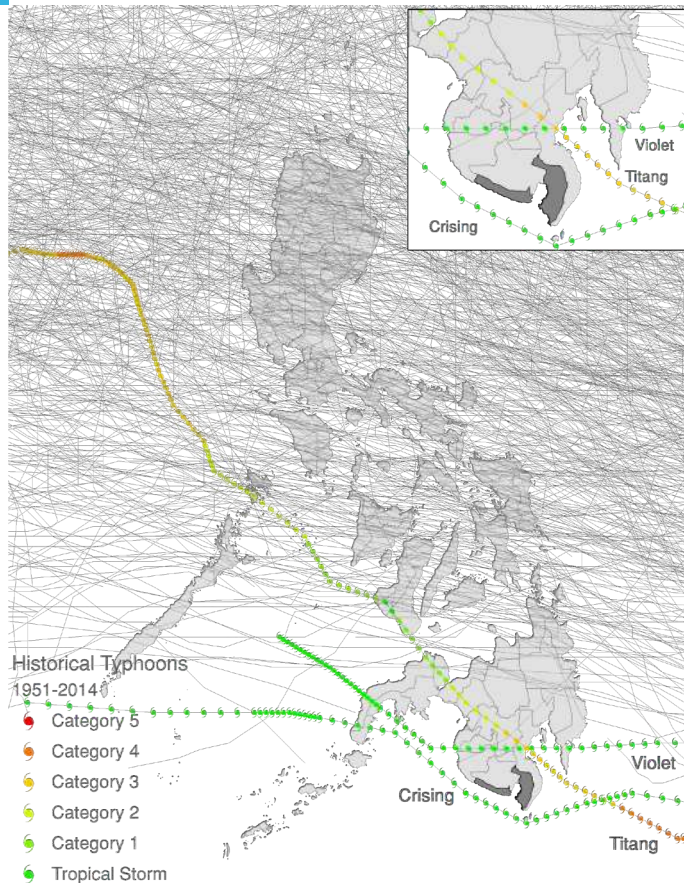 Violet
Titang
Crising
Historical Typhoons
1951-2014
Category 5
Category 4
Category 3
Category 2
Category 1
Tropical Storm
Violet
Crising
Titang